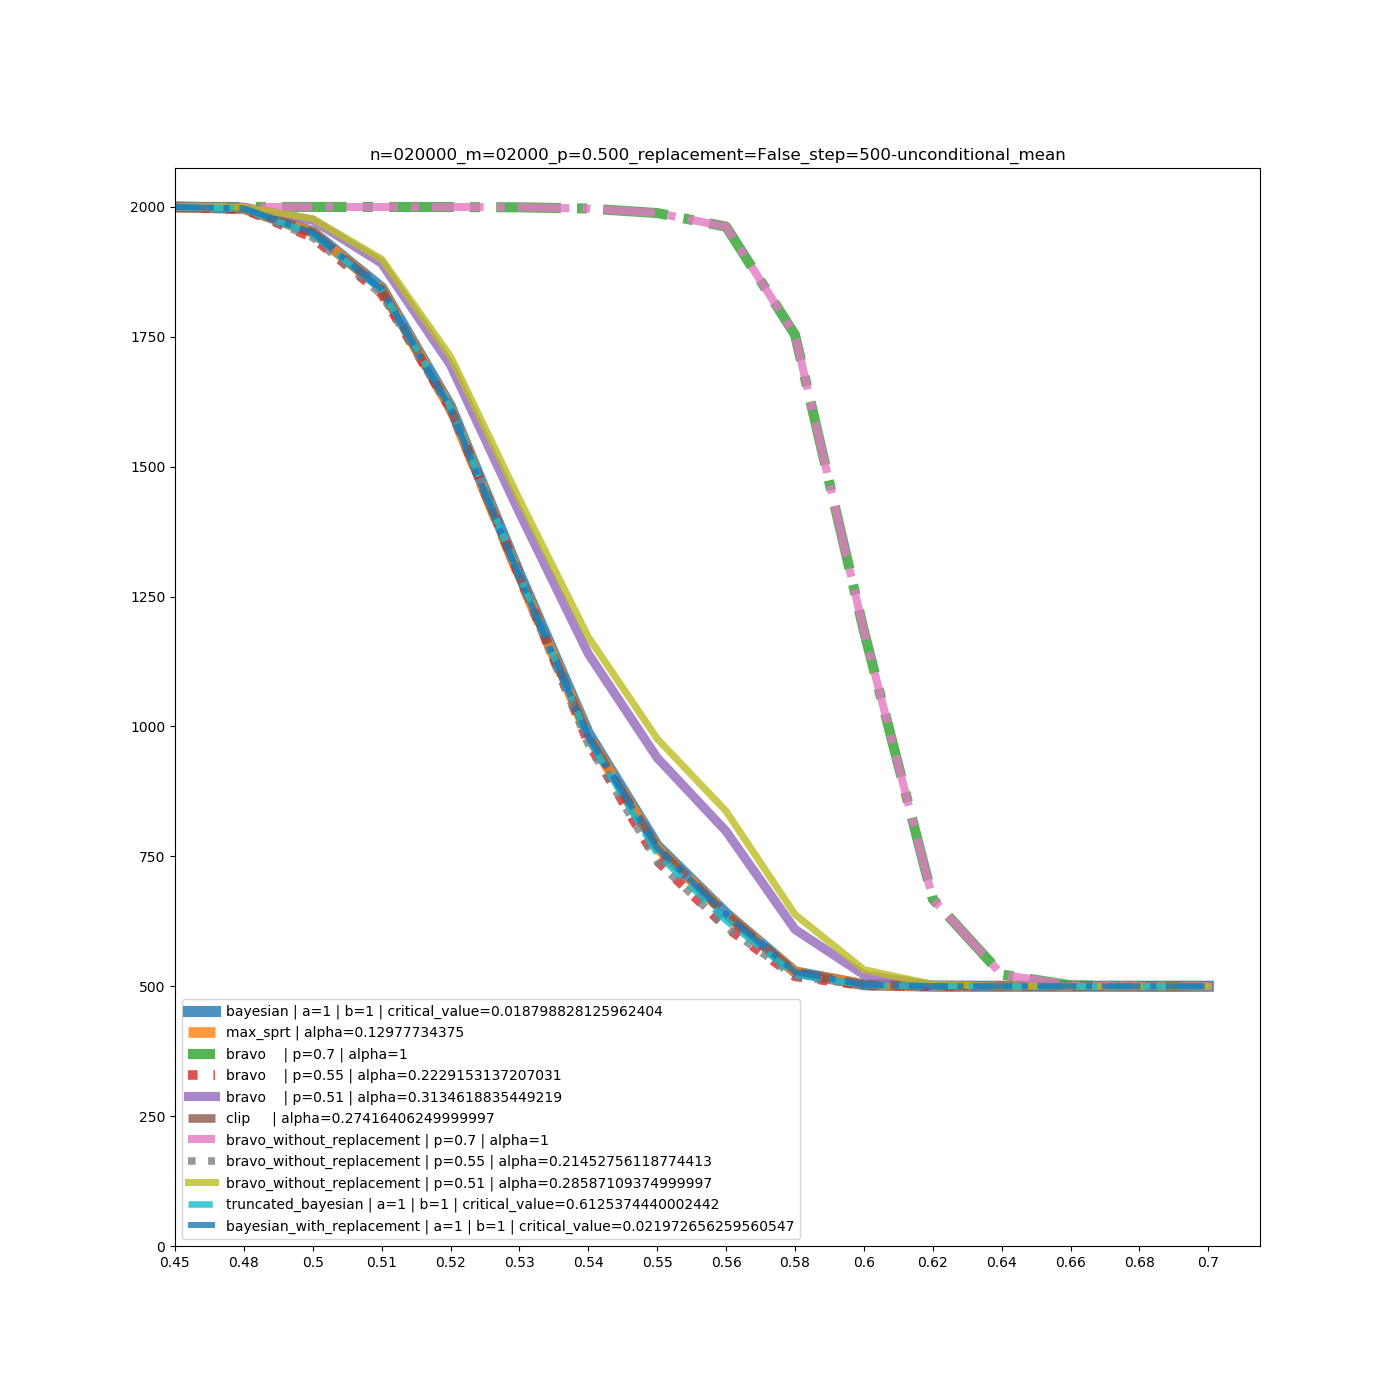 n=020000_m=02000_p=0.500_replacement=False_step=500-unconditional_mean
2000
1750
1500
1250
1000
750
500
250
0
bayesian | a=1 | b=1 | critical_value=0.018798828125962404
max_sprt | alpha=0.12977734375
bravo    | p=0.7 | alpha=1
bravo    | p=0.55 | alpha=0.2229153137207031
bravo    | p=0.51 | alpha=0.3134618835449219
clip     | alpha=0.27416406249999997
bravo_without_replacement | p=0.7 | alpha=1
bravo_without_replacement | p=0.55 | alpha=0.21452756118774413
bravo_without_replacement | p=0.51 | alpha=0.28587109374999997
truncated_bayesian | a=1 | b=1 | critical_value=0.6125374440002442
bayesian_with_replacement | a=1 | b=1 | critical_value=0.021972656259560547
0.45 0.48 0.5 0.51 0.52 0.53 0.54 0.55 0.56 0.58 0.6 0.62 0.64 0.66 0.68 0.7